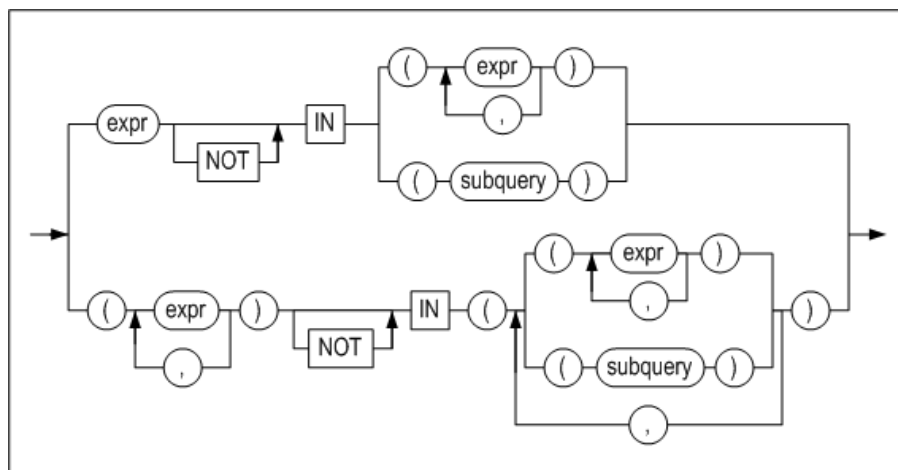 ( expr )
,
expr NOT IN
( subquery )
( expr )
,
( expr ) NOT IN ( ( subquery ) )
,
,